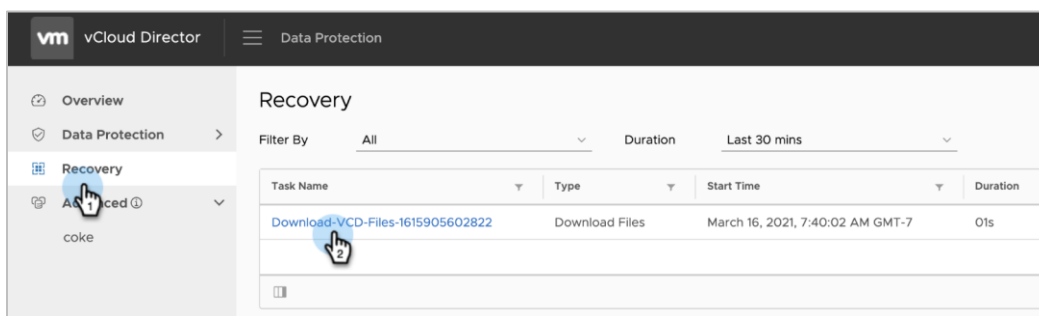 vm vCloud Director Data Protection
Overview
Data Protection
Recovery
Advanced
coke
Recovery
Filter By All Duration Last 30 mins
Task Name Type Start Time Duration
Download-VCD-Files-1615905602822 Download Files March 16, 2021, 7:40:02 AM GMT-7 01s
1
2